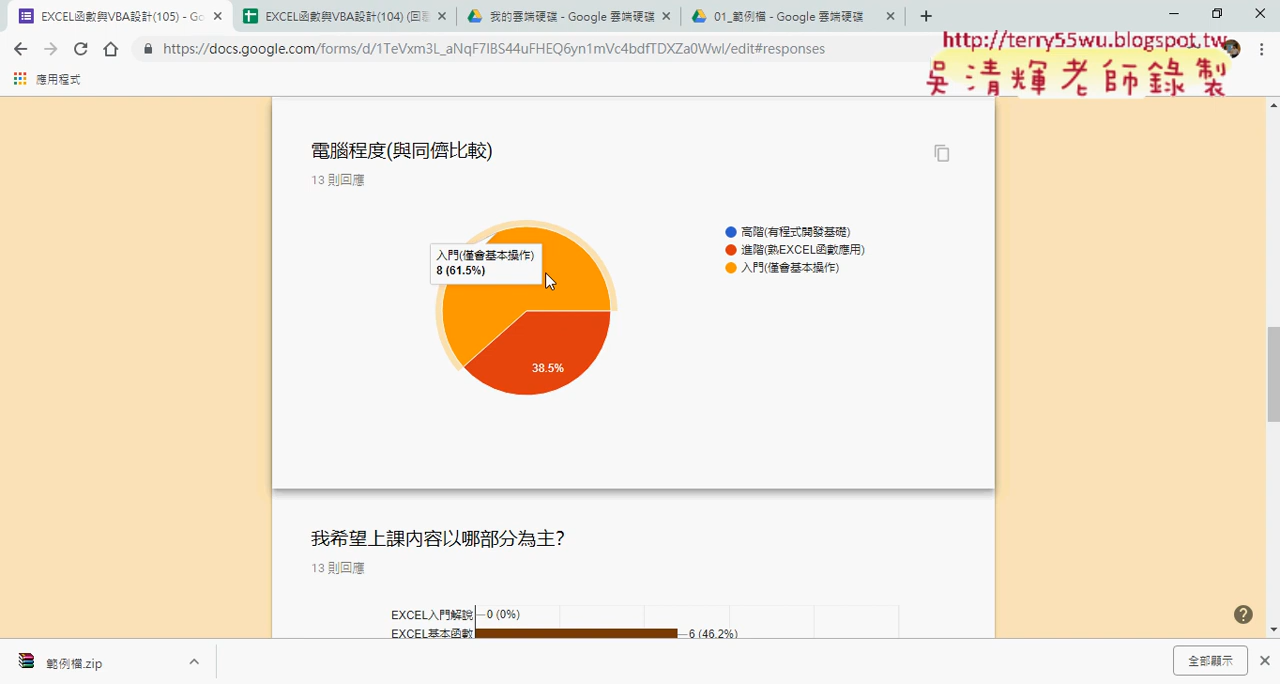 EXCEL函數與VBA設計(105) - Go
EXCEL函數與VBA設計(104) (回覆
我的雲端硬碟 - Google 雲端硬碟
01_範例檔 - Google 雲端硬碟
https://docs.google.com/forms/d/1TeVxm3L_aNqF7lBS44uFHEQ6yn1mVc4bdfTDXZa0WwI/edit#responses
http://terry55wu.blogspot.tw
吳清輝老師錄製
應用程式
電腦程度(與同儕比較)
13 則回應
入門(僅會基本操作)
8 (61.5%)
38.5%
高階(有程式開發基礎)
進階(熟EXCEL函數應用)
入門(僅會基本操作)
我希望上課內容以哪部分為主?
13 則回應
EXCEL入門解說 0 (0%)
EXCEL基本函數 6 (46.2%)
範例檔.zip
全部顯示